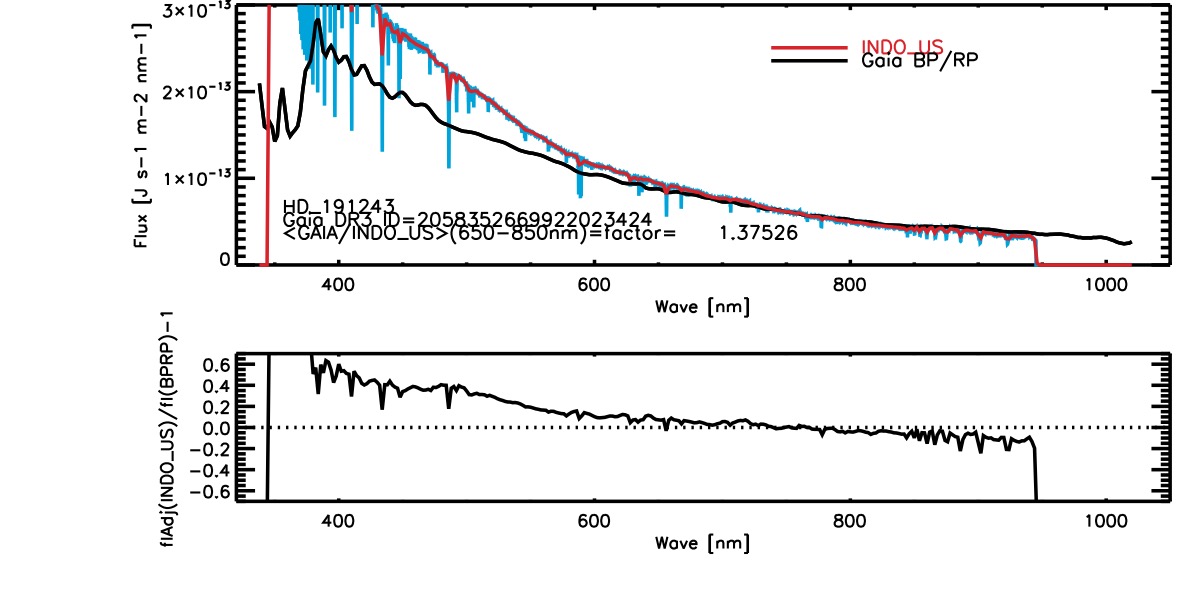 3×10−13
2×10−13
1×10−13
0
Flux [J s−1 m−2 nm−1]
INDO_US
Gaia BP/RP
HD_191243
Gaia DR3 ID=2058352669922023424
<GAIA/INDO_US>(650−850nm)=factor= 1.37526
400 600 800 1000
Wave [nm]
flAdj(INDO_US)/fl(BPRP)−1
0.6
0.4
0.2
0.0
−0.2
−0.4
−0.6
400 600 800 1000
Wave [nm]